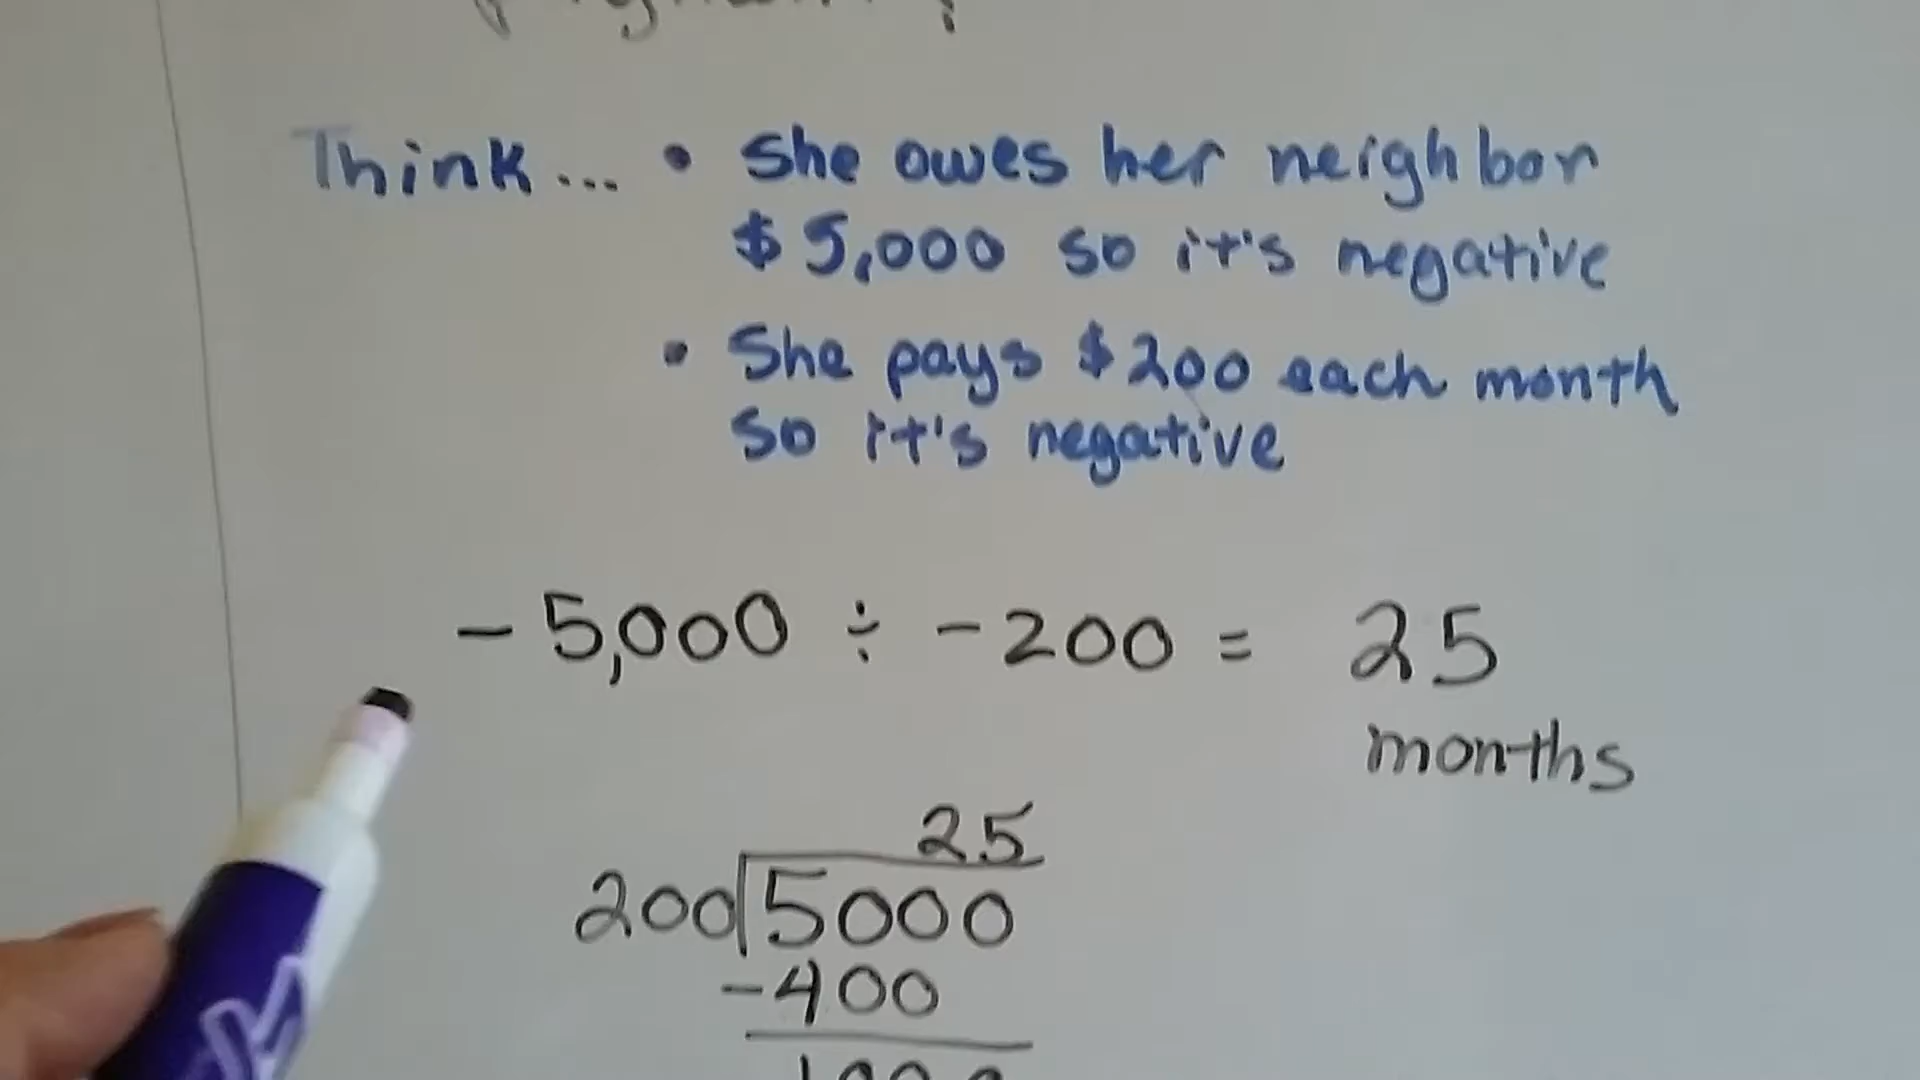 Think... • She owes her neighbor
$5,000 so it's negative
• She pays $200 each month
so it's negative
-5,000 ÷ -200 = 25
months
25
200)5000
-400